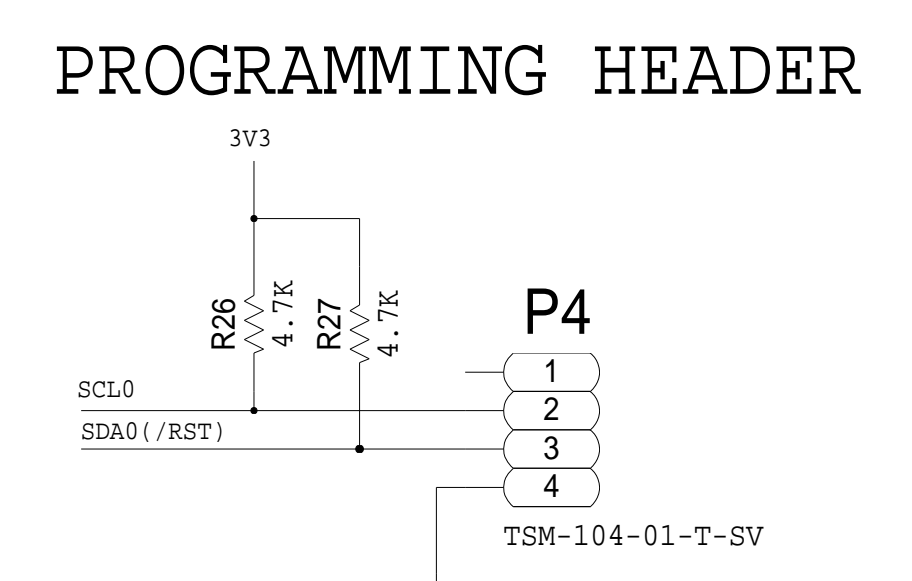 PROGRAMMING HEADER
3V3
R26
4.7K
R27
4.7K
P4
1
SCL0
2
SDA0(/RST)
3
4
TSM-104-01-T-SV